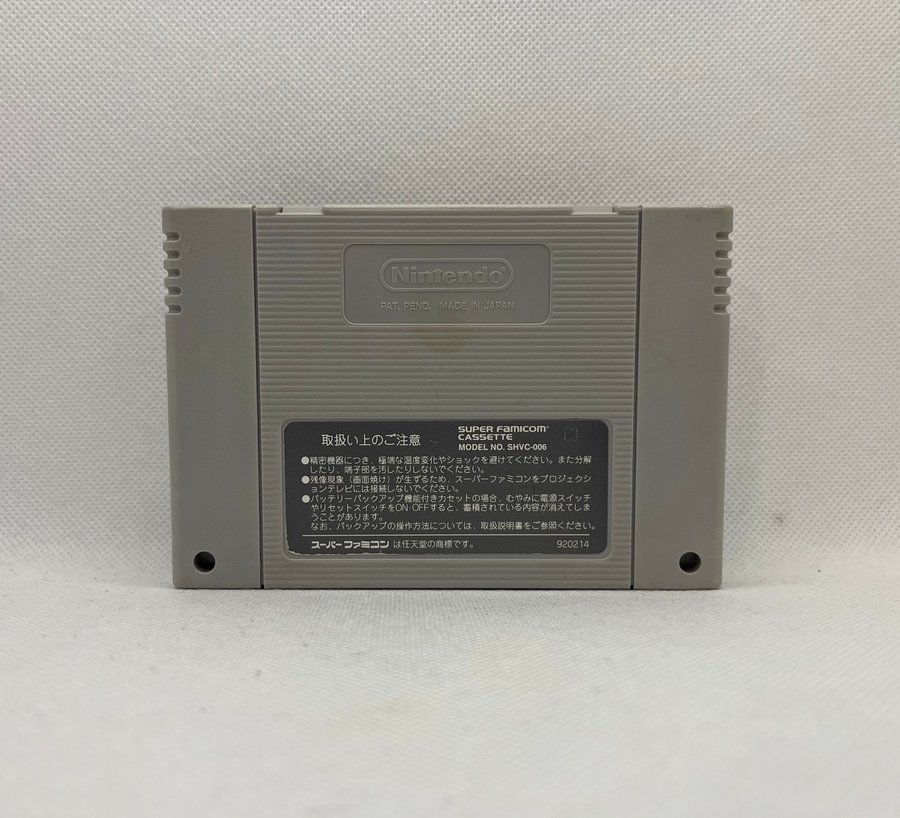 Nintendo
PAT. PEND. MADE IN JAPAN
取扱い上のご注意
SUPER FAMICOM
CASSETTE
MODEL NO. SHVC-006
●精密機器につき、極端な温度変化やショックを避けてください。また分解
したり、端子部を汚したりしないでください。
●残像現象（画面焼け）が生ずるため、スーパーファミコンをプロジェクシ
ョンテレビには接続しないでください。
●バッテリーバックアップ機能付きカセットの場合、むやみに電源スイッチ
やリセットスイッチをON・OFFすると、蓄積されている内容が消えてしま
うことがあります。
なお、バックアップの操作方法については、取扱説明書をご参照ください。
スーパーファミコン は任天堂の商標です。 920214